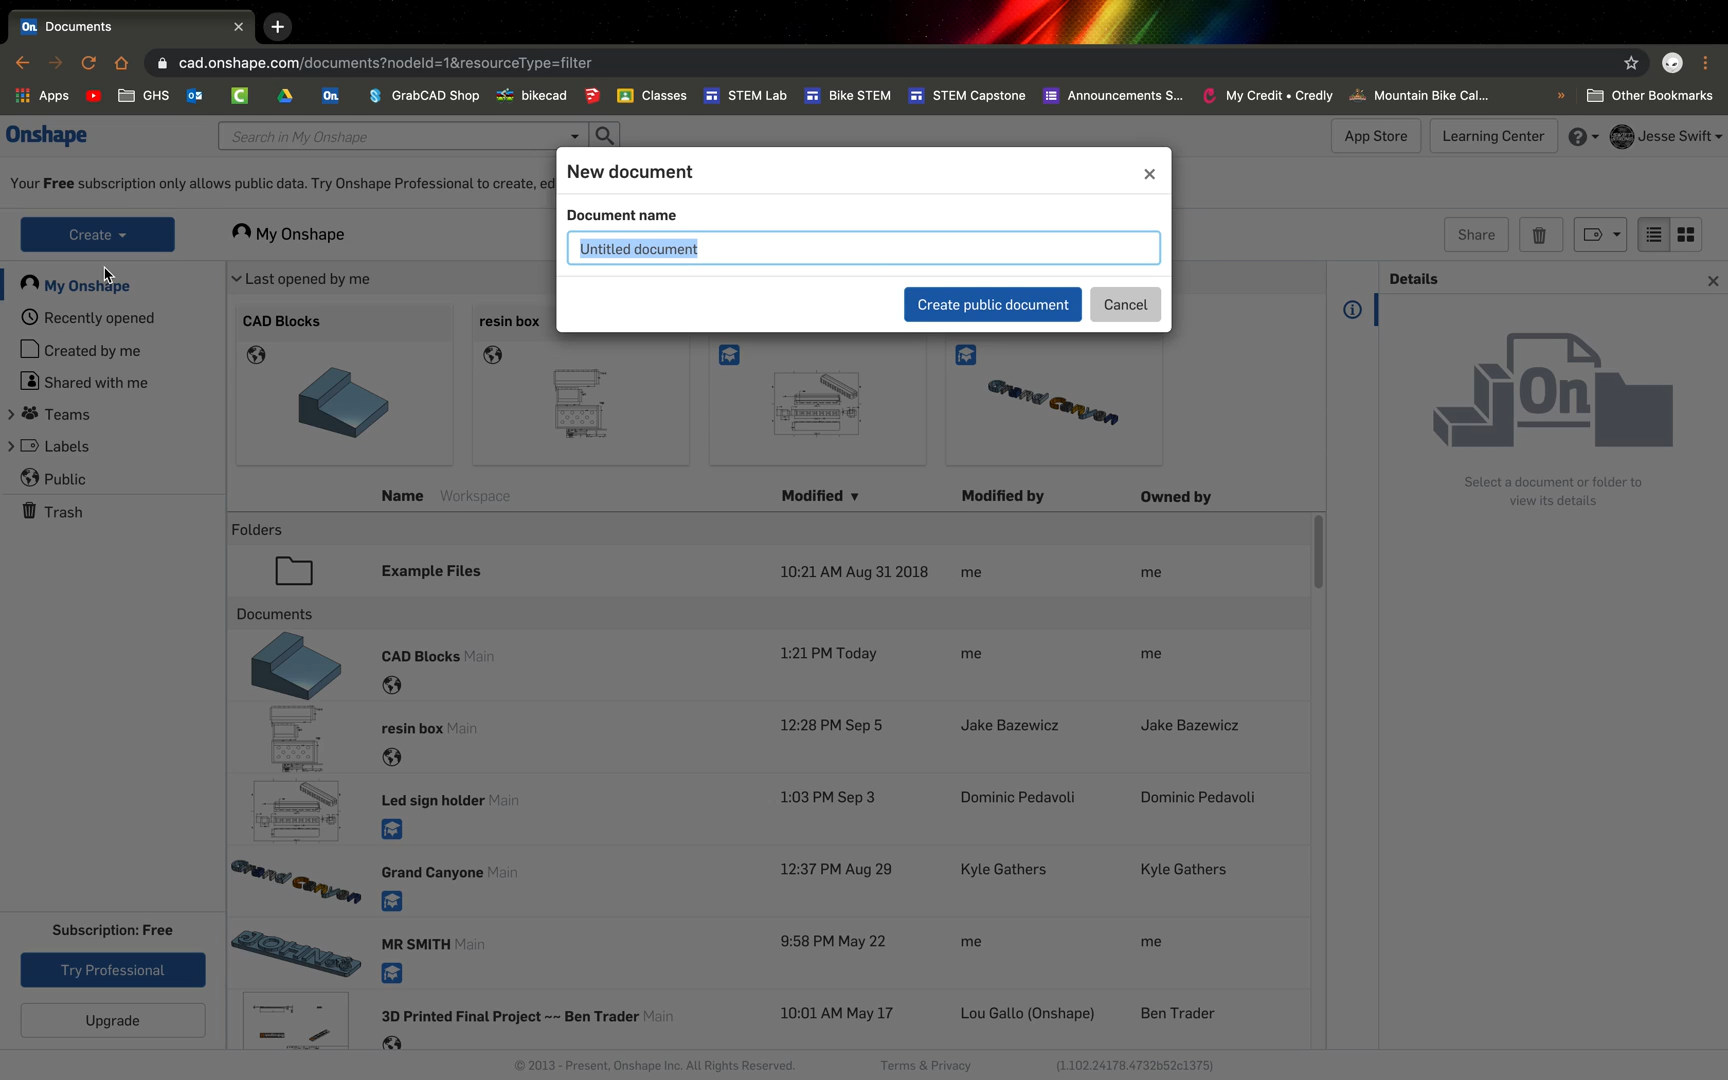 On Documents
cad.onshape.com/documents?nodeId=1&resourceType=filter
Apps GHS On GrabCAD Shop bikecad Classes STEM Lab Bike STEM STEM Capstone Announcements S... My Credit • Credly Mountain Bike Cal... » Other Bookmarks
Onshape Search in My Onshape App Store Learning Center Jesse Swift
Your Free subscription only allows public data. Try Onshape Professional to create, ed
New document
Document name
Untitled document
Create public document Cancel
Create My Onshape Share
My Onshape
Recently opened
Created by me
Shared with me
Teams
Labels
Public
Trash
Last opened by me
CAD Blocks resin box
Details
On
Select a document or folder to
view its details
Name Workspace Modified Modified by Owned by
Folders
Example Files 10:21 AM Aug 31 2018 me me
Documents
CAD Blocks Main 1:21 PM Today me me
resin box Main 12:28 PM Sep 5 Jake Bazewicz Jake Bazewicz
Led sign holder Main 1:03 PM Sep 3 Dominic Pedavoli Dominic Pedavoli
Grand Canyone Main 12:37 PM Aug 29 Kyle Gathers Kyle Gathers
MR SMITH Main 9:58 PM May 22 me me
3D Printed Final Project ~~ Ben Trader Main 10:01 AM May 17 Lou Gallo (Onshape) Ben Trader
Subscription: Free
Try Professional
Upgrade
© 2013 - Present, Onshape Inc. All Rights Reserved. Terms & Privacy (1.102.24178.4732b52c1375)